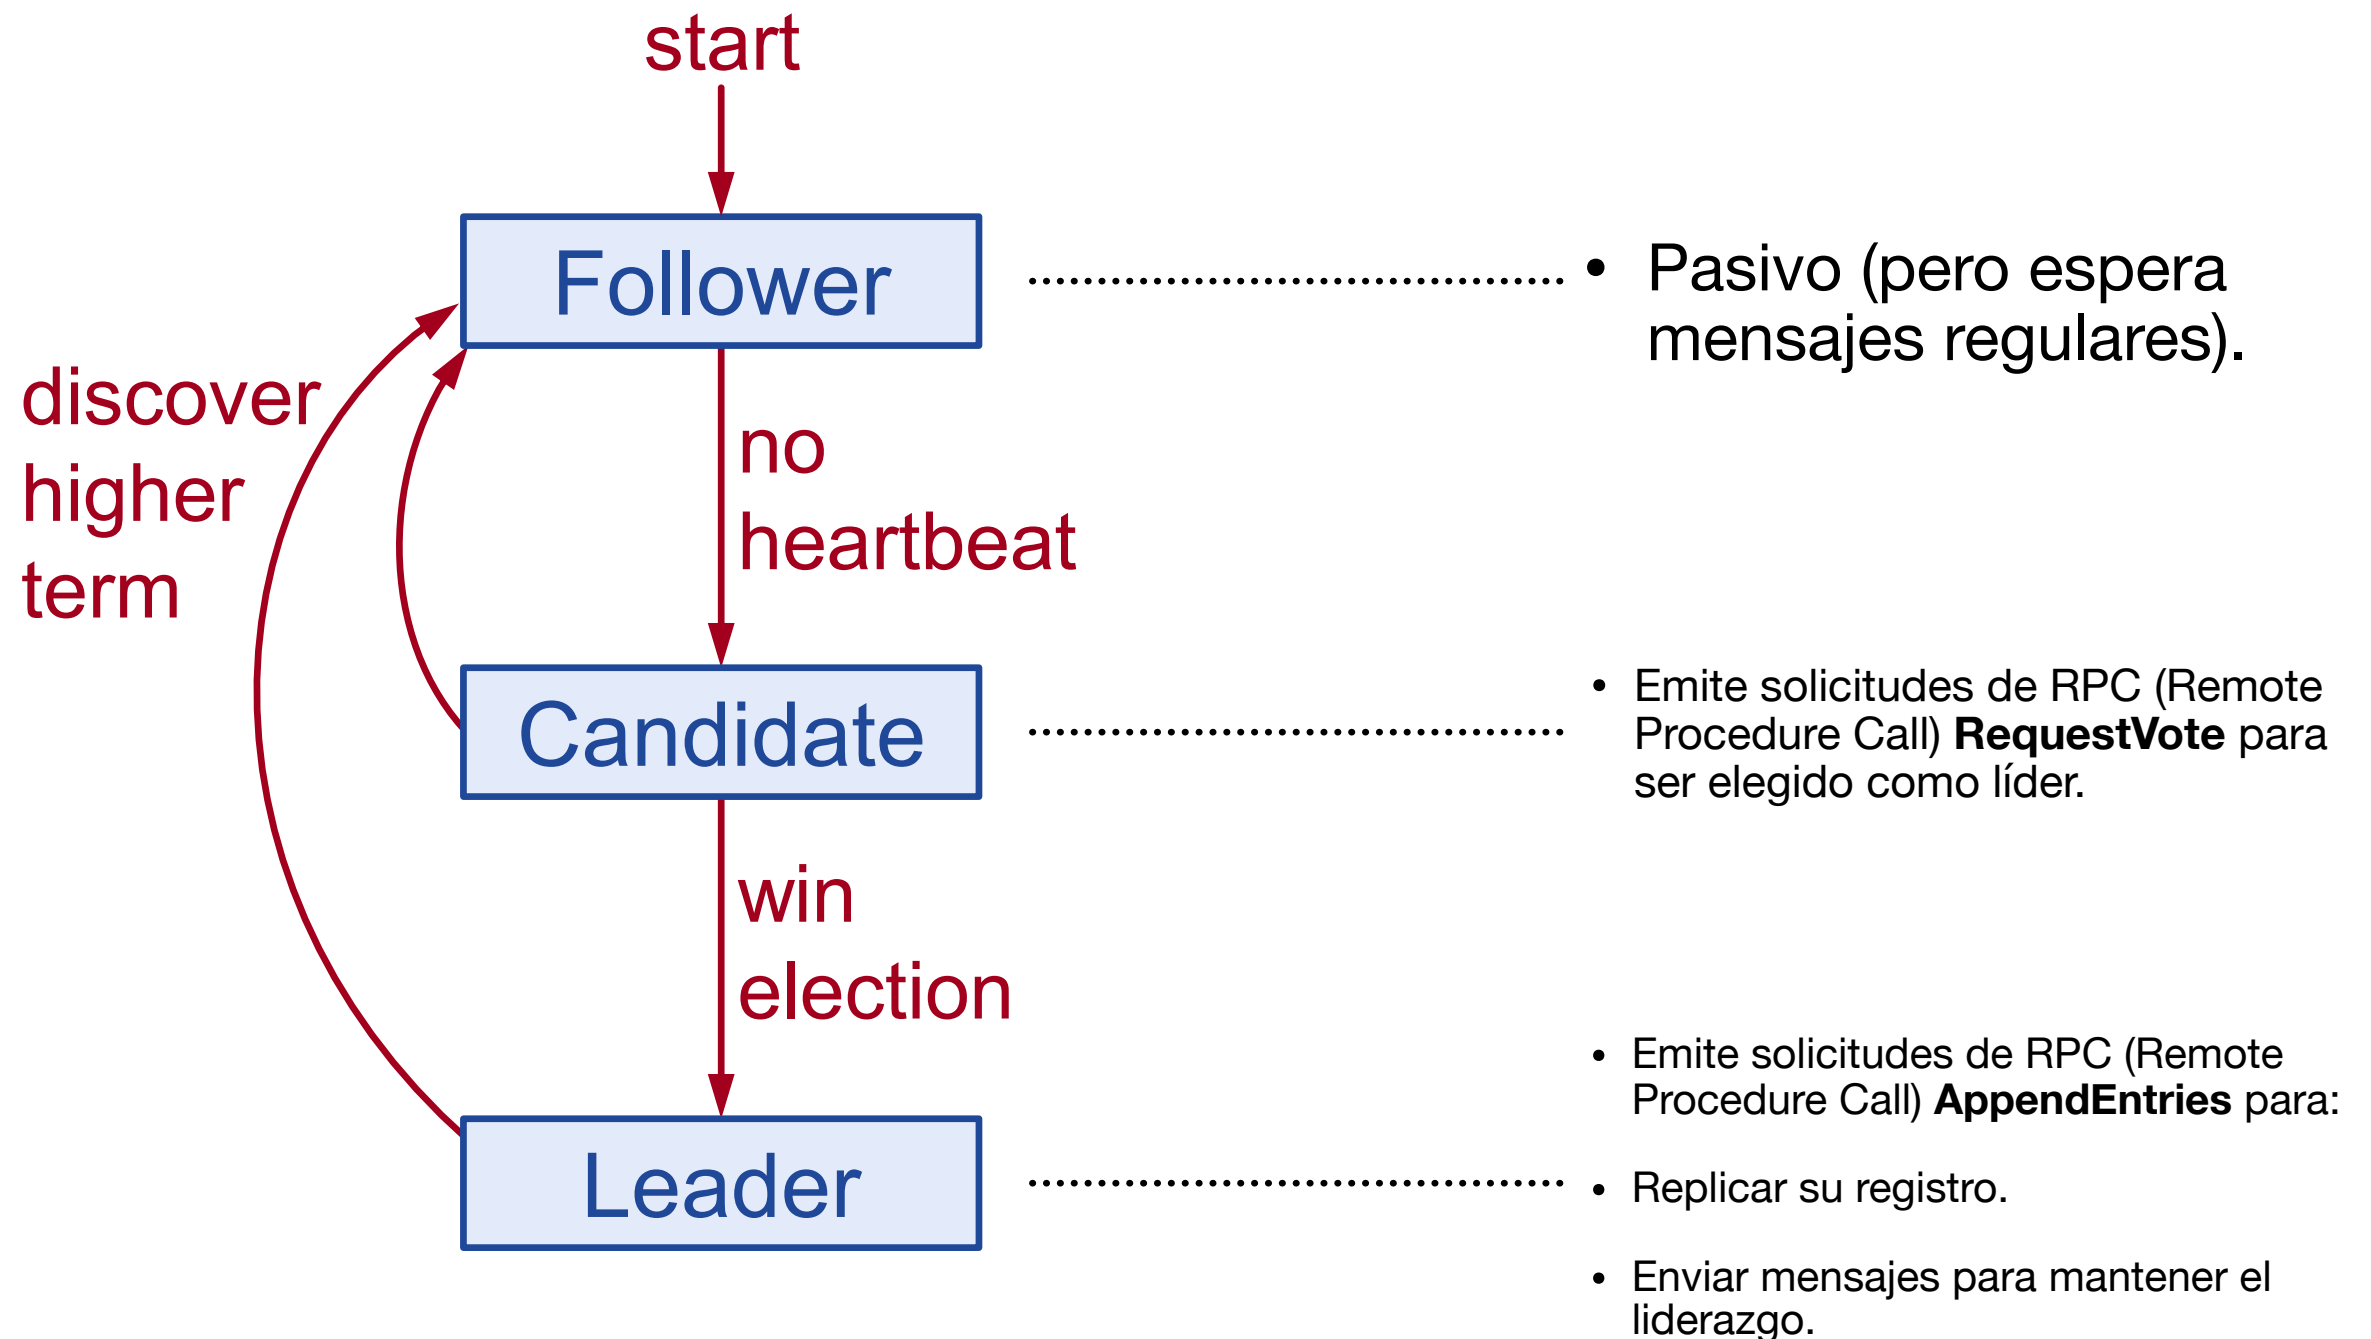 start
Follower
• Pasivo (pero espera
mensajes regulares).
discover
higher
term
no
heartbeat
Candidate
• Emite solicitudes de RPC (Remote
Procedure Call) RequestVote para
ser elegido como líder.
win
election
Leader
• Emite solicitudes de RPC (Remote
Procedure Call) AppendEntries para:
• Replicar su registro.
• Enviar mensajes para mantener el
liderazgo.